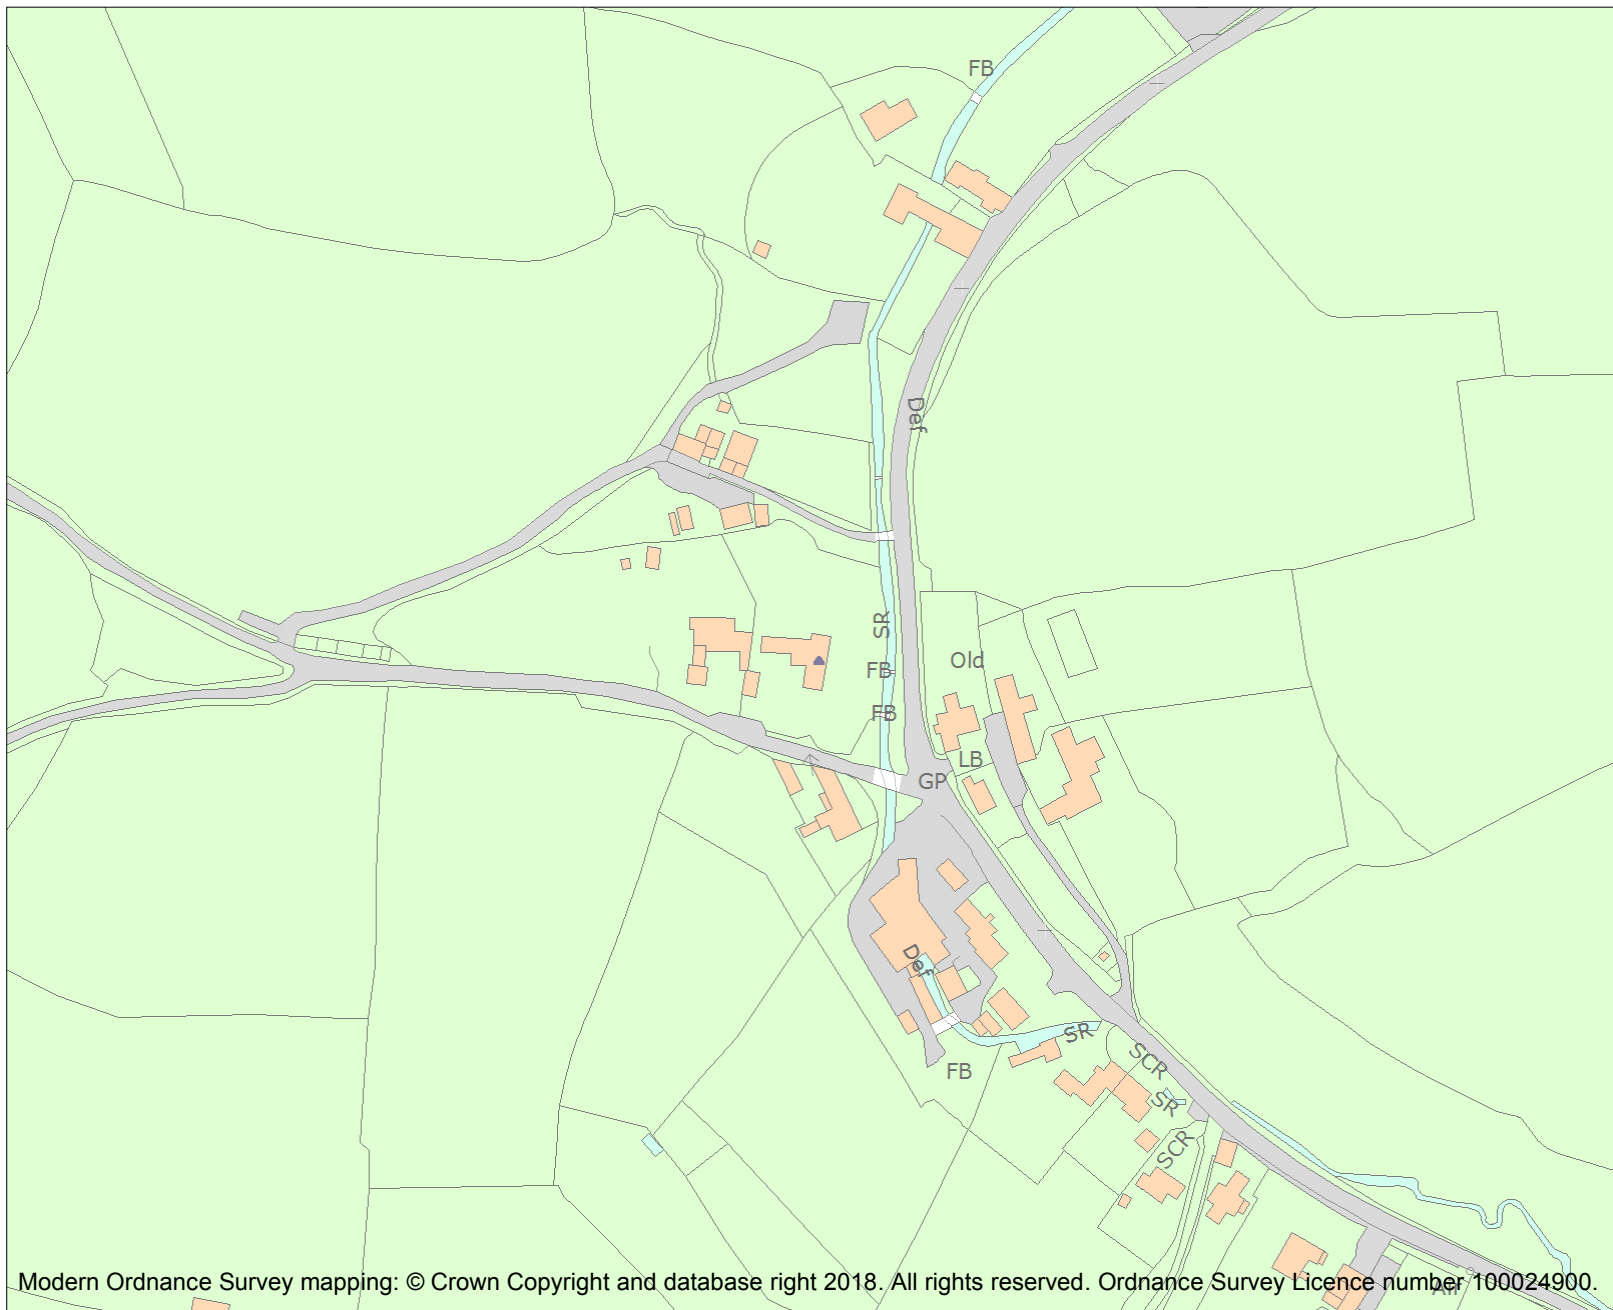 FB
Def
SR
FB
Old
FB
LB
GP
Def
SR
SCR
FB
SR
SCR
Modern Ordnance Survey mapping: © Crown Copyright and database right 2018. All rights reserved. Ordnance Survey Licence number 100024900.